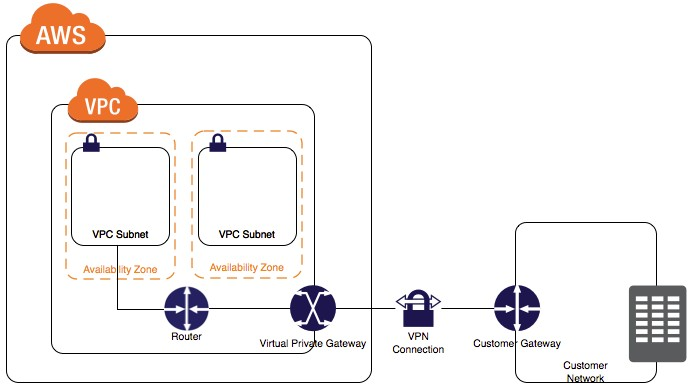 AWS
VPC
VPC Subnet
VPC Subnet
Availability Zone
Availability Zone
Router
Virtual Private Gateway
VPN
Connection
Customer Gateway
Customer
Network